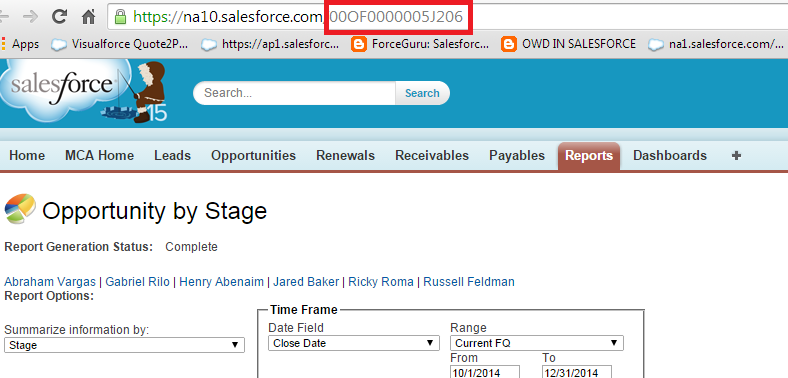 https://na10.salesforce.com/00OF0000005J206
Apps Visualforce Quote2P... https://ap1.salesforc... ForceGuru: Salesforc... OWD IN SALESFORCE na1.salesforce.com/...
salesforce
15
Search... Search
Home MCA Home Leads Opportunities Renewals Receivables Payables Reports Dashboards +
Opportunity by Stage
Report Generation Status: Complete
Abraham Vargas | Gabriel Rilo | Henry Abenaim | Jared Baker | Ricky Roma | Russell Feldman
Report Options:
Time Frame
Summarize information by: Date Field Range
Stage Close Date Current FQ
From To
10/1/2014 12/31/2014